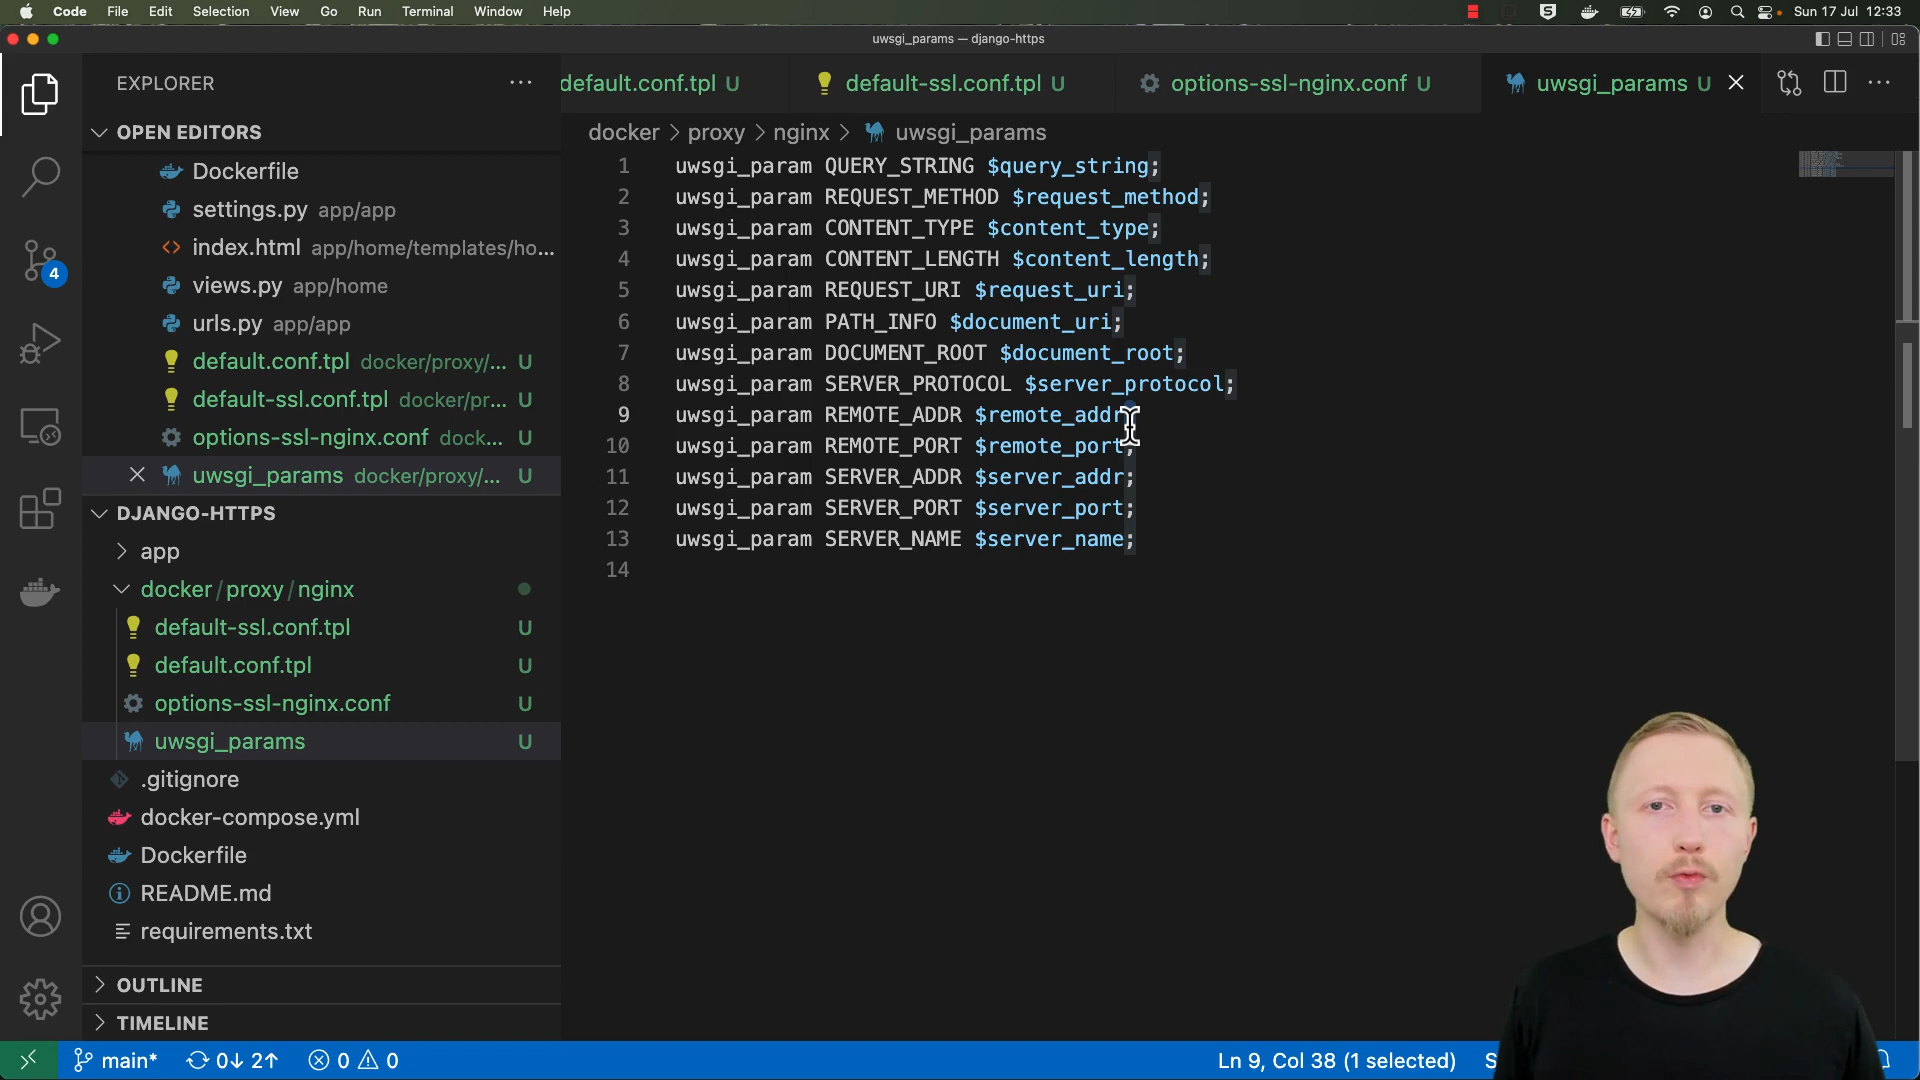 Code File Edit Selection View Go Run Terminal Window Help
Sun 17 Jul 12:33
uwsgi_params — django-https
EXPLORER
default.conf.tpl U
default-ssl.conf.tpl U
options-ssl-nginx.conf U
uwsgi_params U
OPEN EDITORS
docker > proxy > nginx > uwsgi_params
Dockerfile
settings.py app/app
index.html app/home/templates/ho...
views.py app/home
urls.py app/app
default.conf.tpl docker/proxy/... U
default-ssl.conf.tpl docker/pr... U
options-ssl-nginx.conf dock... U
uwsgi_params docker/proxy/... U
4
DJANGO-HTTPS
app
docker / proxy / nginx
default-ssl.conf.tpl U
default.conf.tpl U
options-ssl-nginx.conf U
uwsgi_params U
.gitignore
docker-compose.yml
Dockerfile
README.md
requirements.txt
OUTLINE
TIMELINE
1 uwsgi_param QUERY_STRING $query_string;
2 uwsgi_param REQUEST_METHOD $request_method;
3 uwsgi_param CONTENT_TYPE $content_type;
4 uwsgi_param CONTENT_LENGTH $content_length;
5 uwsgi_param REQUEST_URI $request_uri;
6 uwsgi_param PATH_INFO $document_uri;
7 uwsgi_param DOCUMENT_ROOT $document_root;
8 uwsgi_param SERVER_PROTOCOL $server_protocol;
9 uwsgi_param REMOTE_ADDR $remote_addr
10 uwsgi_param REMOTE_PORT $remote_port;
11 uwsgi_param SERVER_ADDR $server_addr;
12 uwsgi_param SERVER_PORT $server_port;
13 uwsgi_param SERVER_NAME $server_name;
14
main* 0↓ 2↑ 0 0
Ln 9, Col 38 (1 selected)